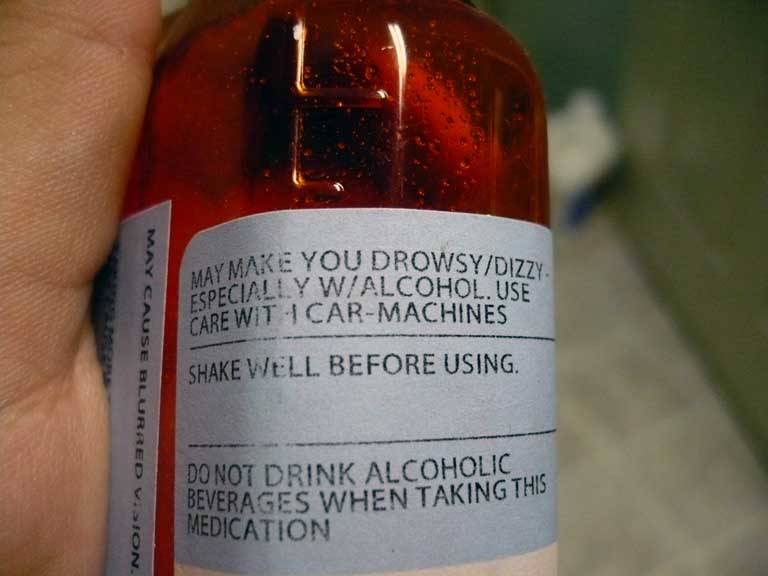 MAY MAKE YOU DROWSY/DIZZY-
ESPECIALLY W/ALCOHOL. USE
CARE WITH CAR-MACHINES
SHAKE WELL BEFORE USING.
DO NOT DRINK ALCOHOLIC
BEVERAGES WHEN TAKING THIS
MEDICATION
MAY CAUSE BLURRED VISION.